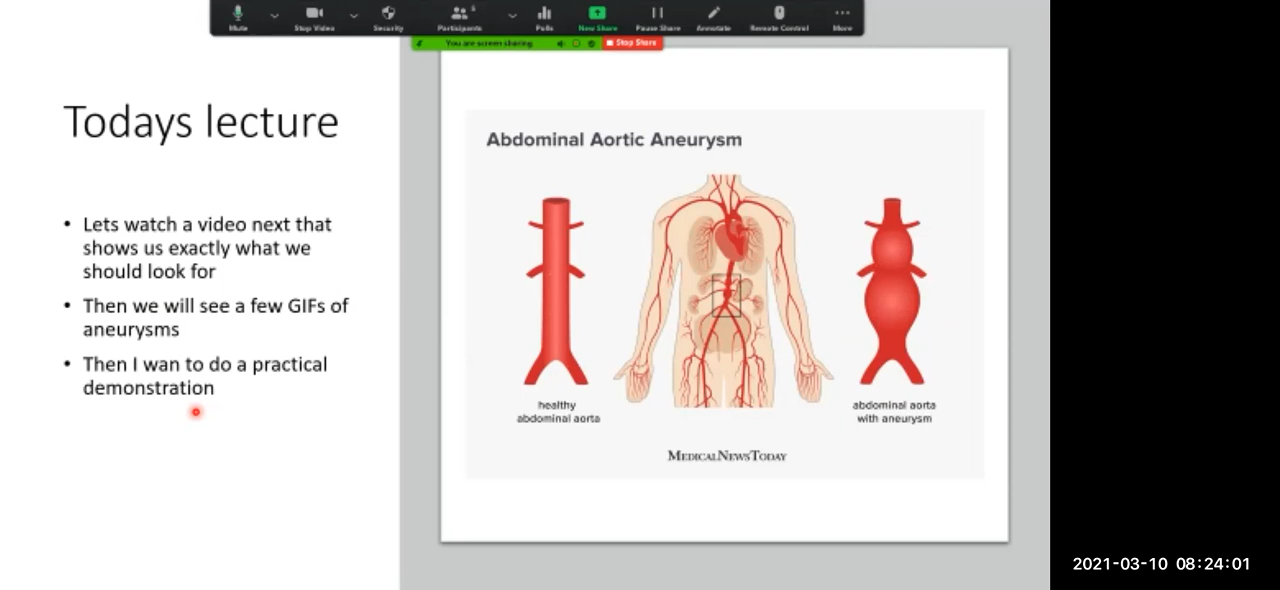 Mute
Stop Video
Security
Participants
Polls
New Share
Pause Share
Annotate
Remote Control
More
You are screen sharing
Stop Share
Todays lecture
Abdominal Aortic Aneurysm
• Lets watch a video next that
shows us exactly what we
should look for
• Then we will see a few GIFs of
aneurysms
• Then I wan to do a practical
demonstration
healthy
abdominal aorta
abdominal aorta
with aneurysm
MEDICALNEWSTODAY
2021-03-10 08:24:01